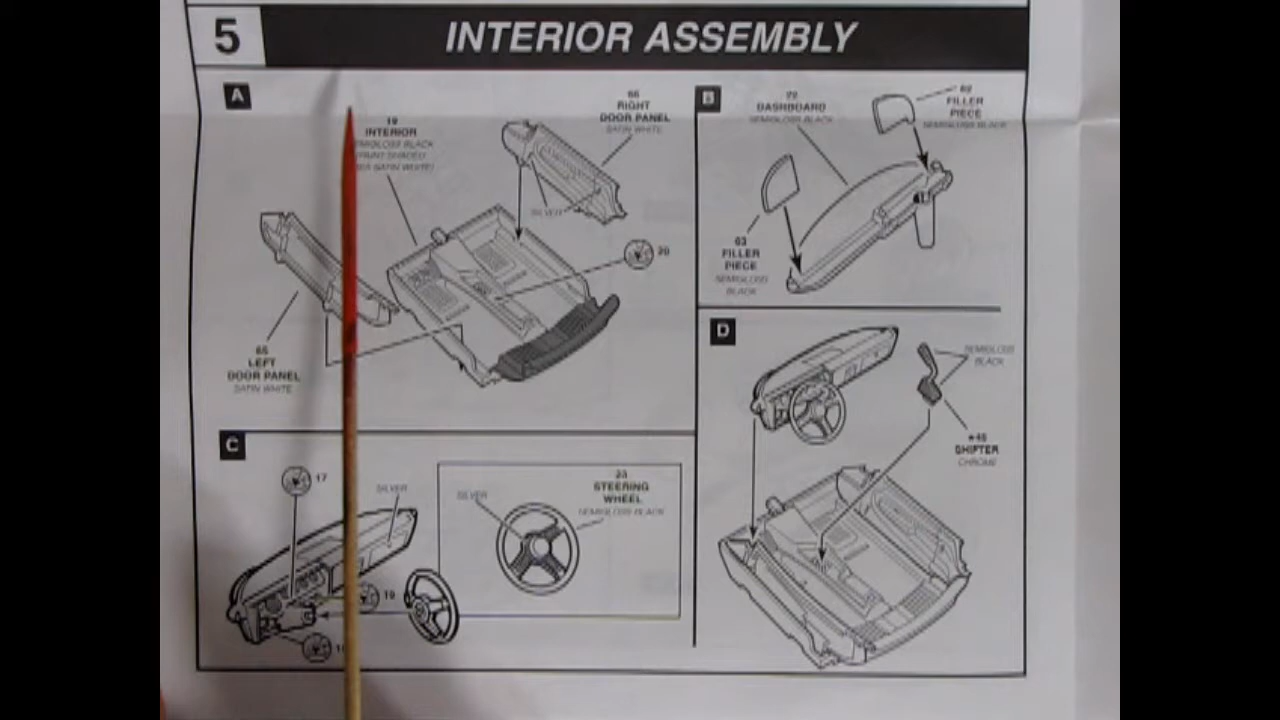 5
INTERIOR ASSEMBLY
A
19
INTERIOR
66
RIGHT
DOOR PANEL
SATIN WHITE
SILVER
20
65
LEFT
DOOR PANEL
SATIN WHITE
B
22
DASHBOARD
SEMIGLOSS BLACK
62
FILLER
PIECE
SEMIGLOSS BLACK
63
FILLER
PIECE
SEMIGLOSS
BLACK
C
17
SILVER
SILVER
23
STEERING
WHEEL
SEMIGLOSS BLACK
19
D
SEMIGLOSS
BLACK
SHIFTER
CHROME